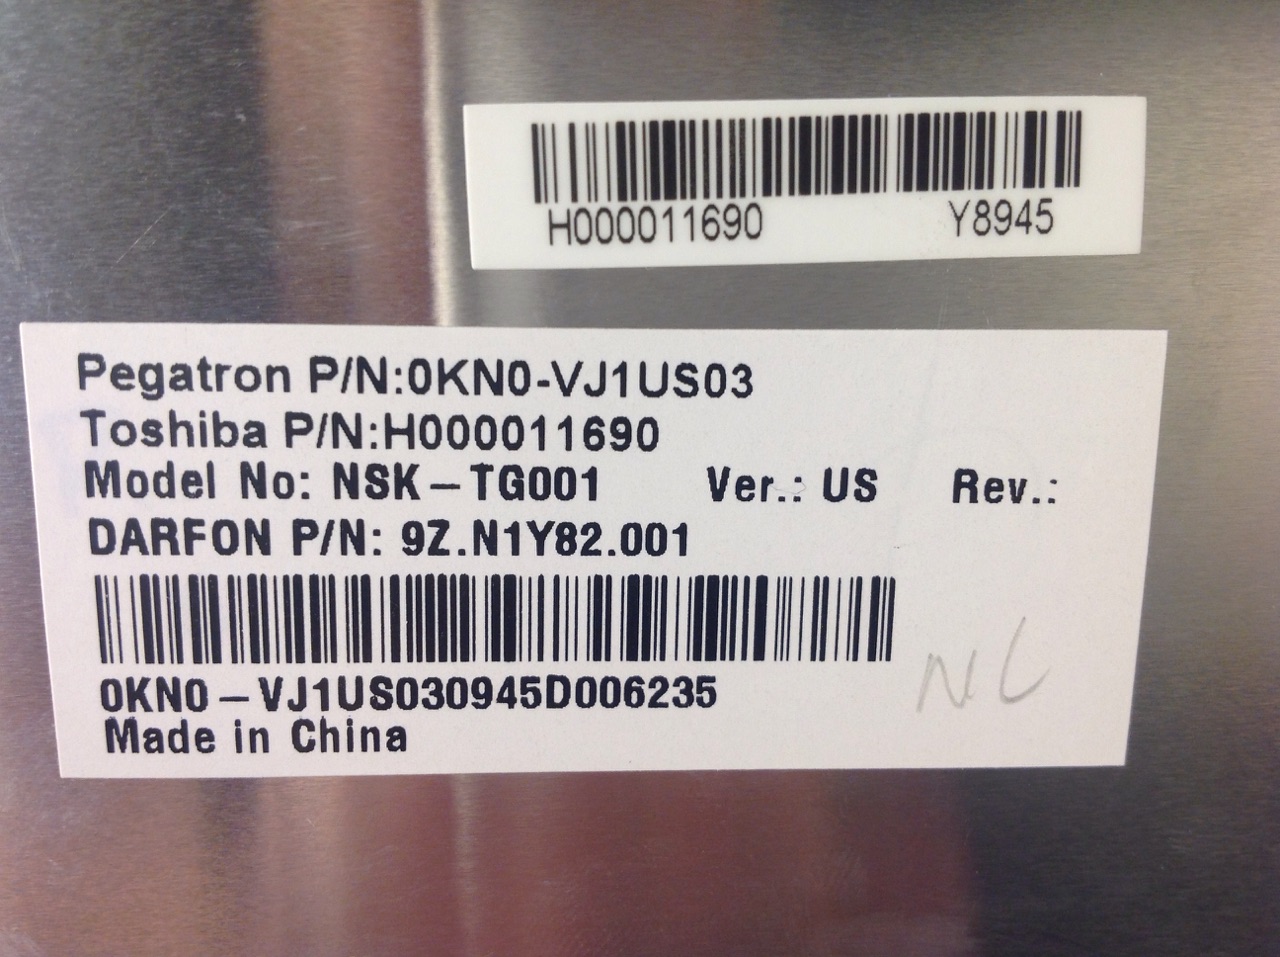 H000011690 Y8945
Pegatron P/N:0KN0-VJ1US03
Toshiba P/N:H000011690
Model No: NSK-TG001 Ver.: US Rev.:
DARFON P/N: 9Z.N1Y82.001
0KN0-VJ1US030945D006235
NL
Made in China